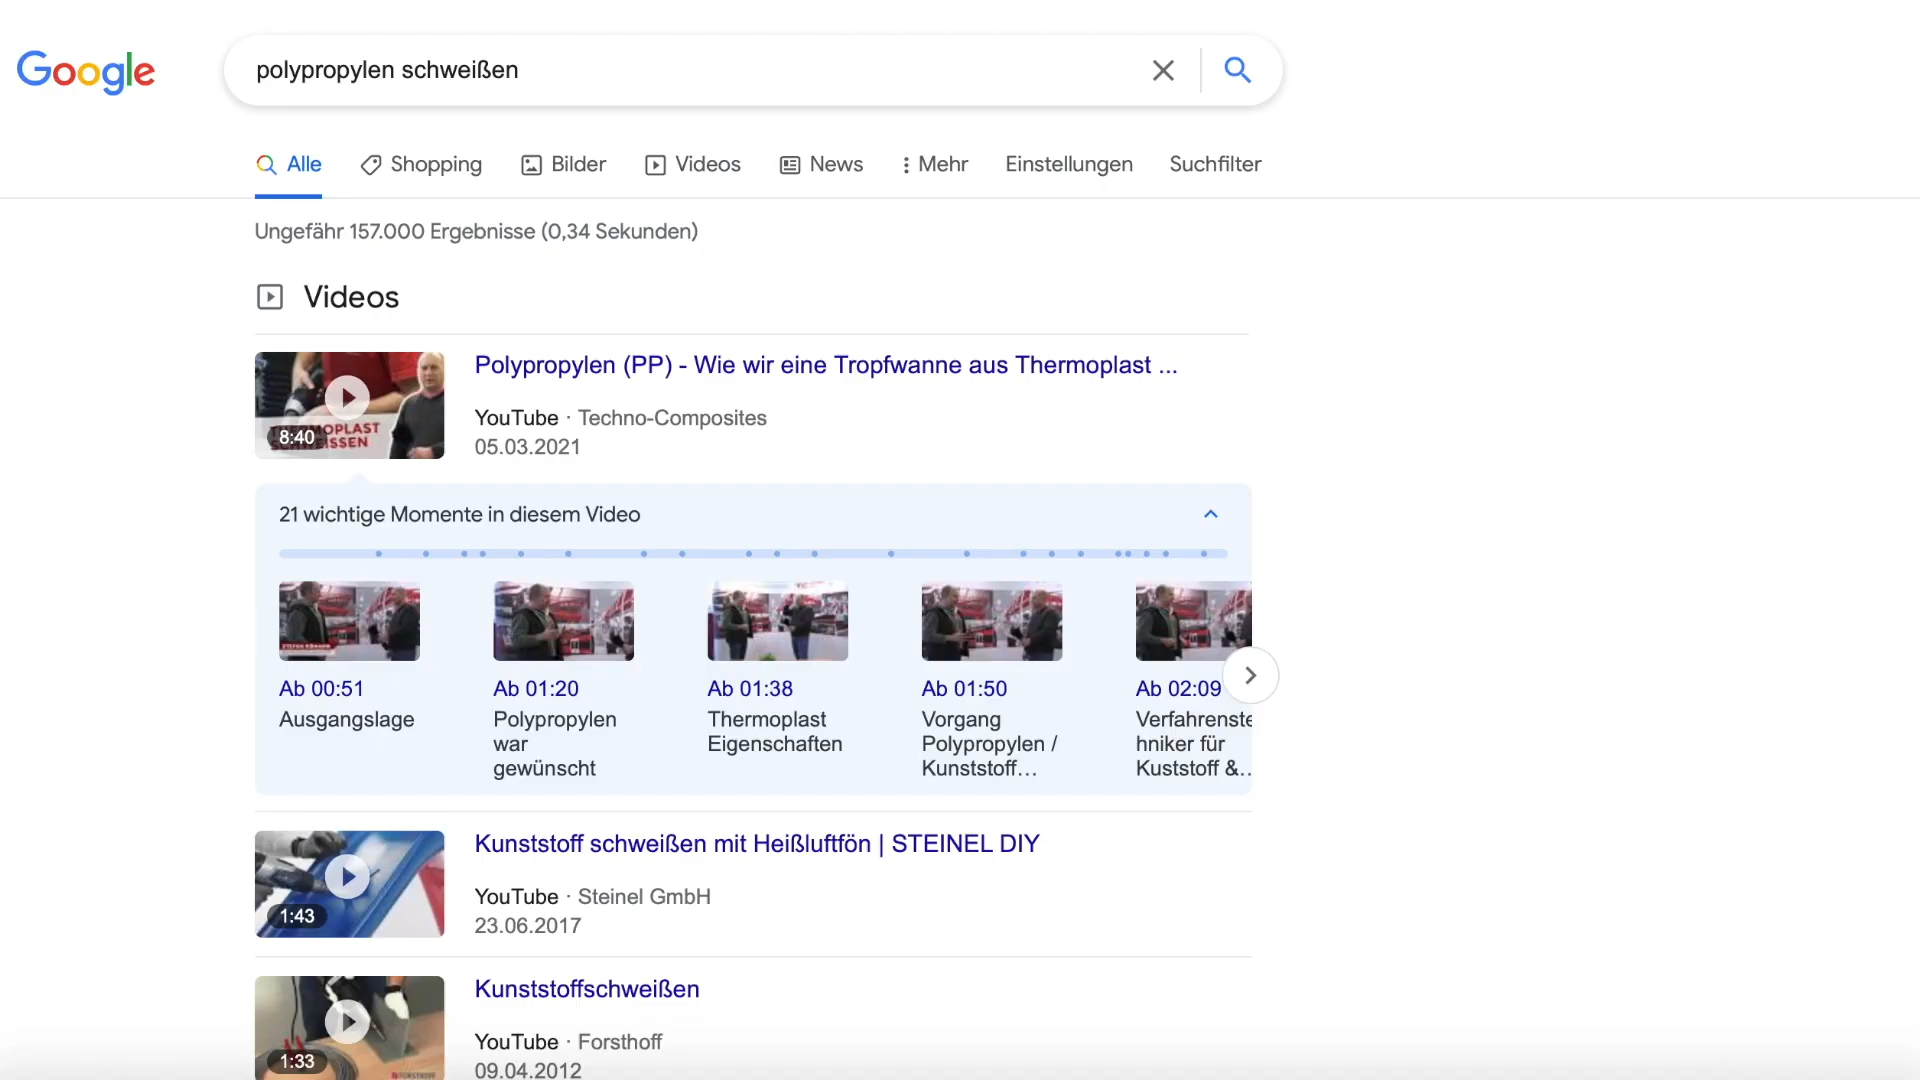 Google
polypropylen schweißen
Alle Shopping Bilder Videos News Mehr Einstellungen Suchfilter
Ungefähr 157.000 Ergebnisse (0,34 Sekunden)
Videos
Polypropylen (PP) - Wie wir eine Tropfwanne aus Thermoplast ...
YouTube · Techno-Composites
05.03.2021
8:40
21 wichtige Momente in diesem Video
Ab 00:51
Ausgangslage
Ab 01:20
Polypropylen
war
gewünscht
Ab 01:38
Thermoplast
Eigenschaften
Ab 01:50
Vorgang
Polypropylen /
Kunststoff…
Ab 02:09
Verfahrenste
hniker für
Kuststoff &…
Kunststoff schweißen mit Heißluftfön | STEINEL DIY
YouTube · Steinel GmbH
23.06.2017
1:43
Kunststoffschweißen
YouTube · Forsthoff
09.04.2012
1:33